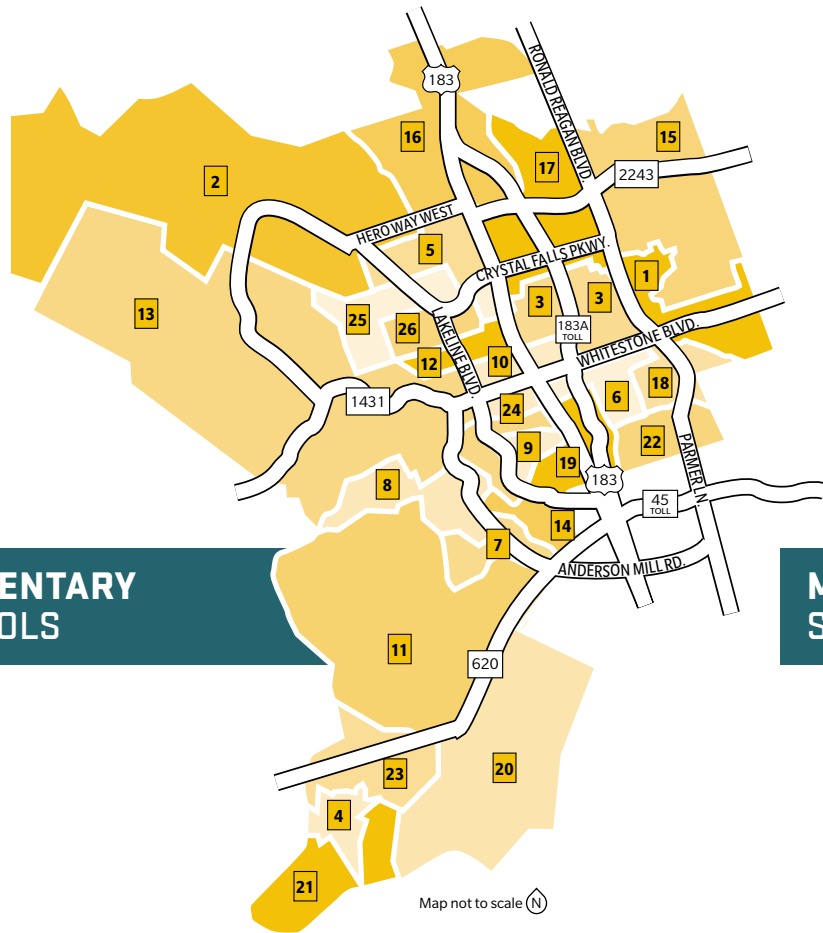 183
RONALD REAGAN BLVD.
16
15
17
2
2243
HERO WAY WEST
5
CRYSTAL FALLS PKWY.
1
3
3
13
25
26
LAKELINE BLVD.
183A
TOLL
WHITESTONE BLVD.
12
10
18
6
1431
24
9
22
PARMER LN.
19
8
183
45
TOLL
14
7
ANDERSON MILL RD.
ENTARY
OLS
M
S
11
620
20
23
4
21
Map not to scale N